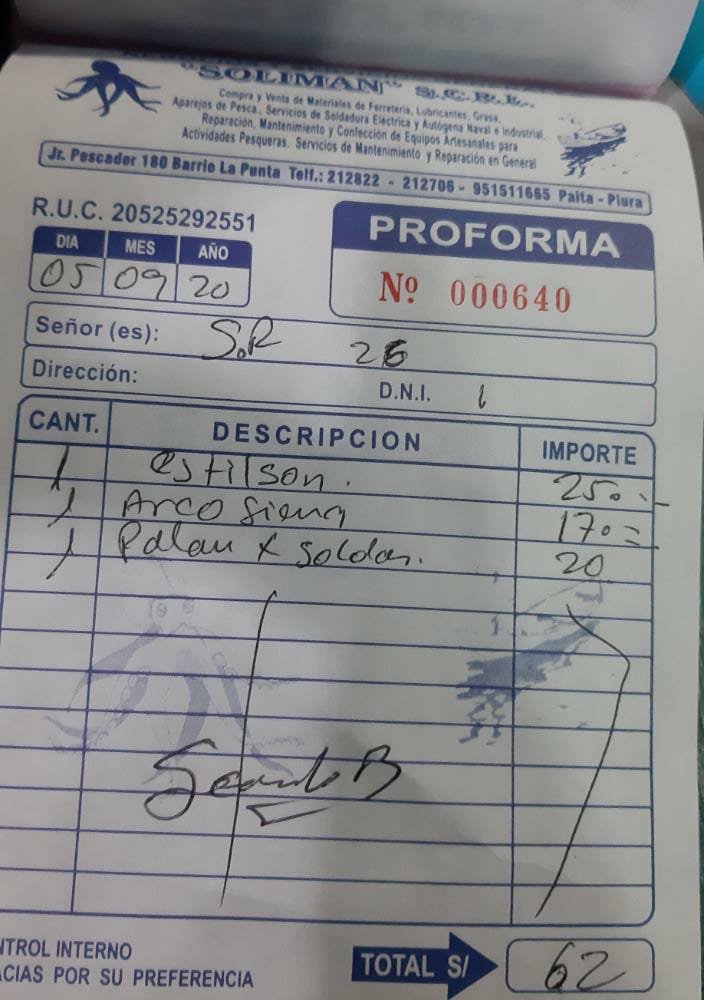 "SOLIMAN" S.C.R.L.
Compra y Venta de Materiales de Ferretería, Lubricantes, Grasa,
Aparejos de Pesca., Servicios de Soldadura Eléctrica y Autógena Naval e Industrial.
Reparación, Mantenimiento y Confección de Equipos Artesanales para
Actividades Pesqueras. Servicios de Mantenimiento y Reparación en General
Jr. Pescador 180 Barrio La Punta Telf.: 212822 - 212706 - 951511665 Paita - Piura
R.U.C. 20525292551
DIA MES AÑO
05 09 20
PROFORMA
Nº 000640
Señor (es): S.R 26
Dirección: D.N.I.
CANT. DESCRIPCION IMPORTE
1 estilson. 250.-
1 Arco Sierra 170=
1 Palau x soldar. 20
NTROL INTERNO
ACIAS POR SU PREFERENCIA
TOTAL S/ 62